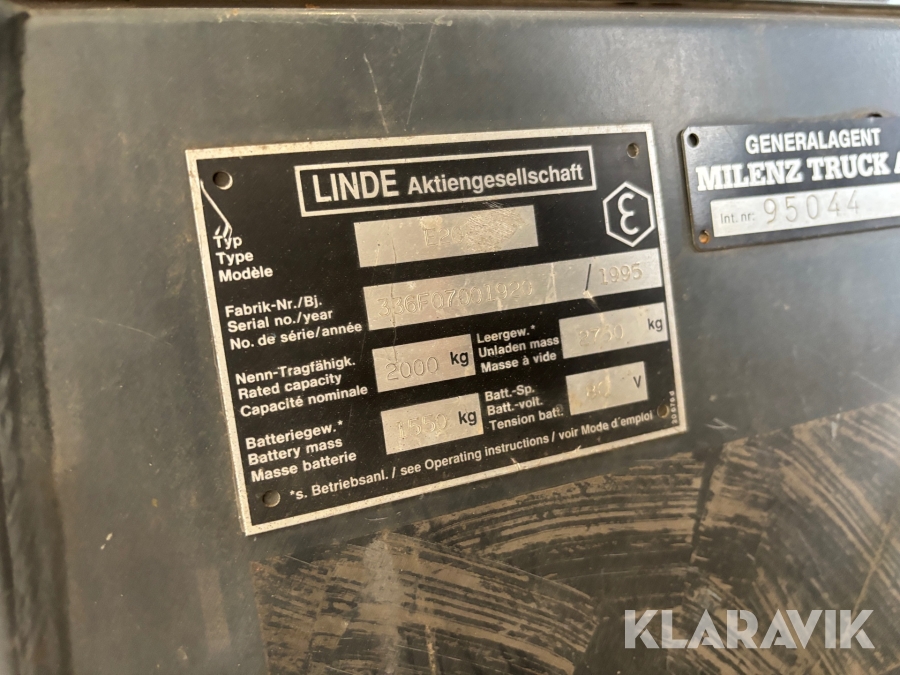 LINDE Aktiengesellschaft
ε
Typ
Type
Modèle
Fabrik-Nr./Bj.
Serial no./year
No. de série/année
/ 1995
Nenn-Tragfähigk.
Rated capacity
Capacité nominale
2000 kg
Leergew.*
Unladen mass
Masse à vide
kg
Batteriegew.*
Battery mass
Masse batterie
1550 kg
Batt.-Sp.
Batt.-volt.
Tension batt.
V
*s. Betriebsanl. / see Operating instructions / voir Mode d'emploi
GENERALAGENT
MILENZ TRUCK
Int. nr: 95044
KLARAVIK